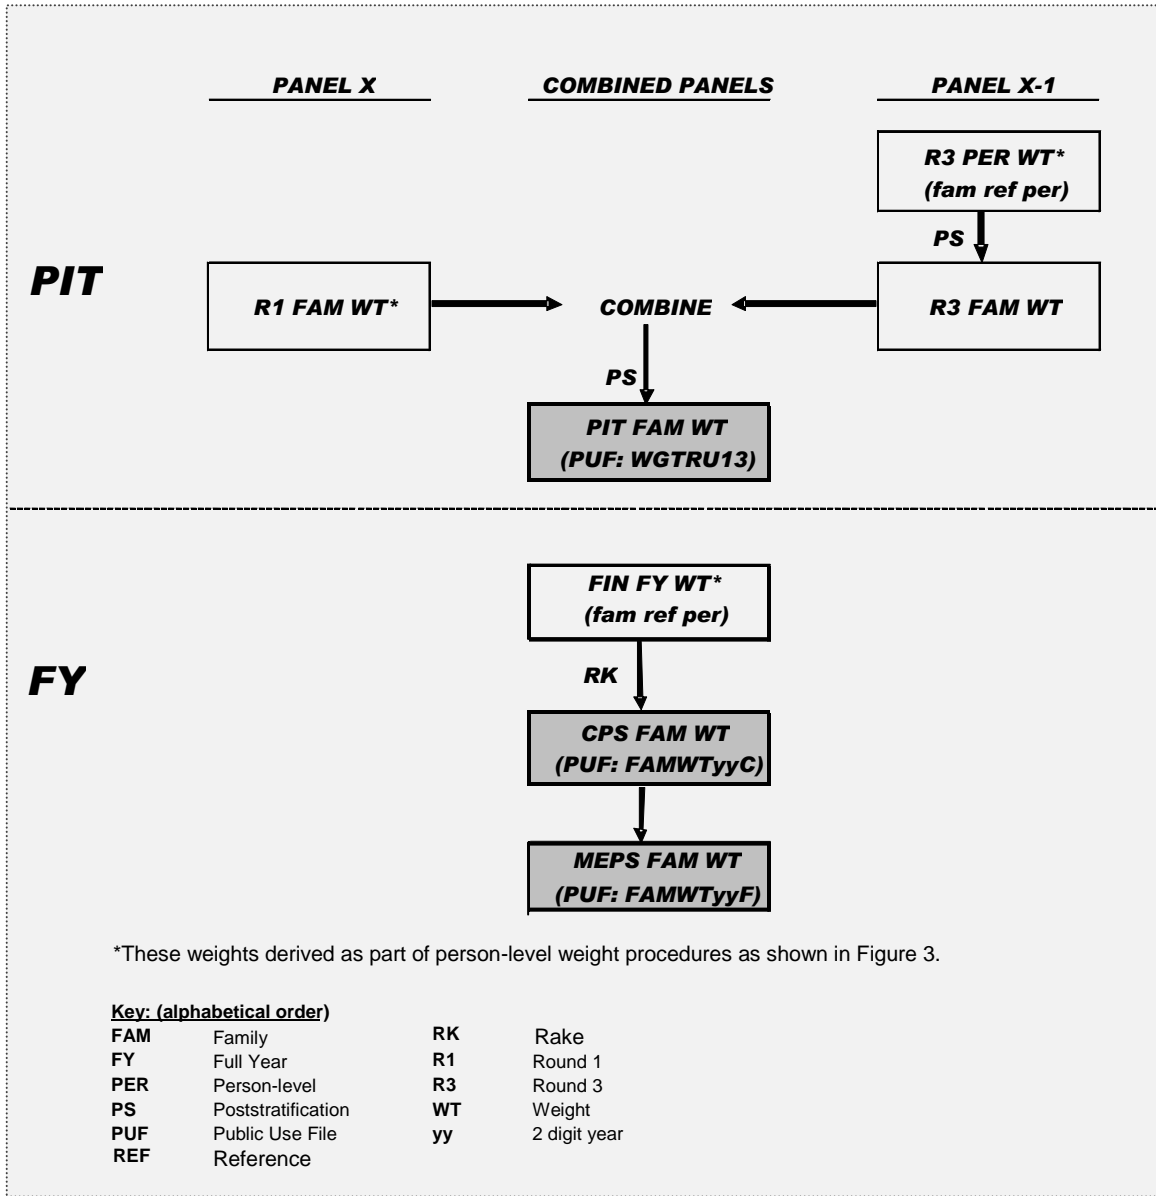 PANEL X COMBINED PANELS PANEL X-1
R3 PER WT*
(fam ref per)
PS
PIT
R1 FAM WT* COMBINE R3 FAM WT
PS
PIT FAM WT
(PUF: WGTRU13)
FIN FY WT*
(fam ref per)
FY
RK
CPS FAM WT
(PUF: FAMWTyyC)
MEPS FAM WT
(PUF: FAMWTyyF)
*These weights derived as part of person-level weight procedures as shown in Figure 3.
Key: (alphabetical order)
FAM Family RK Rake
FY Full Year R1 Round 1
PER Person-level R3 Round 3
PS Poststratification WT Weight
PUF Public Use File yy 2 digit year
REF Reference